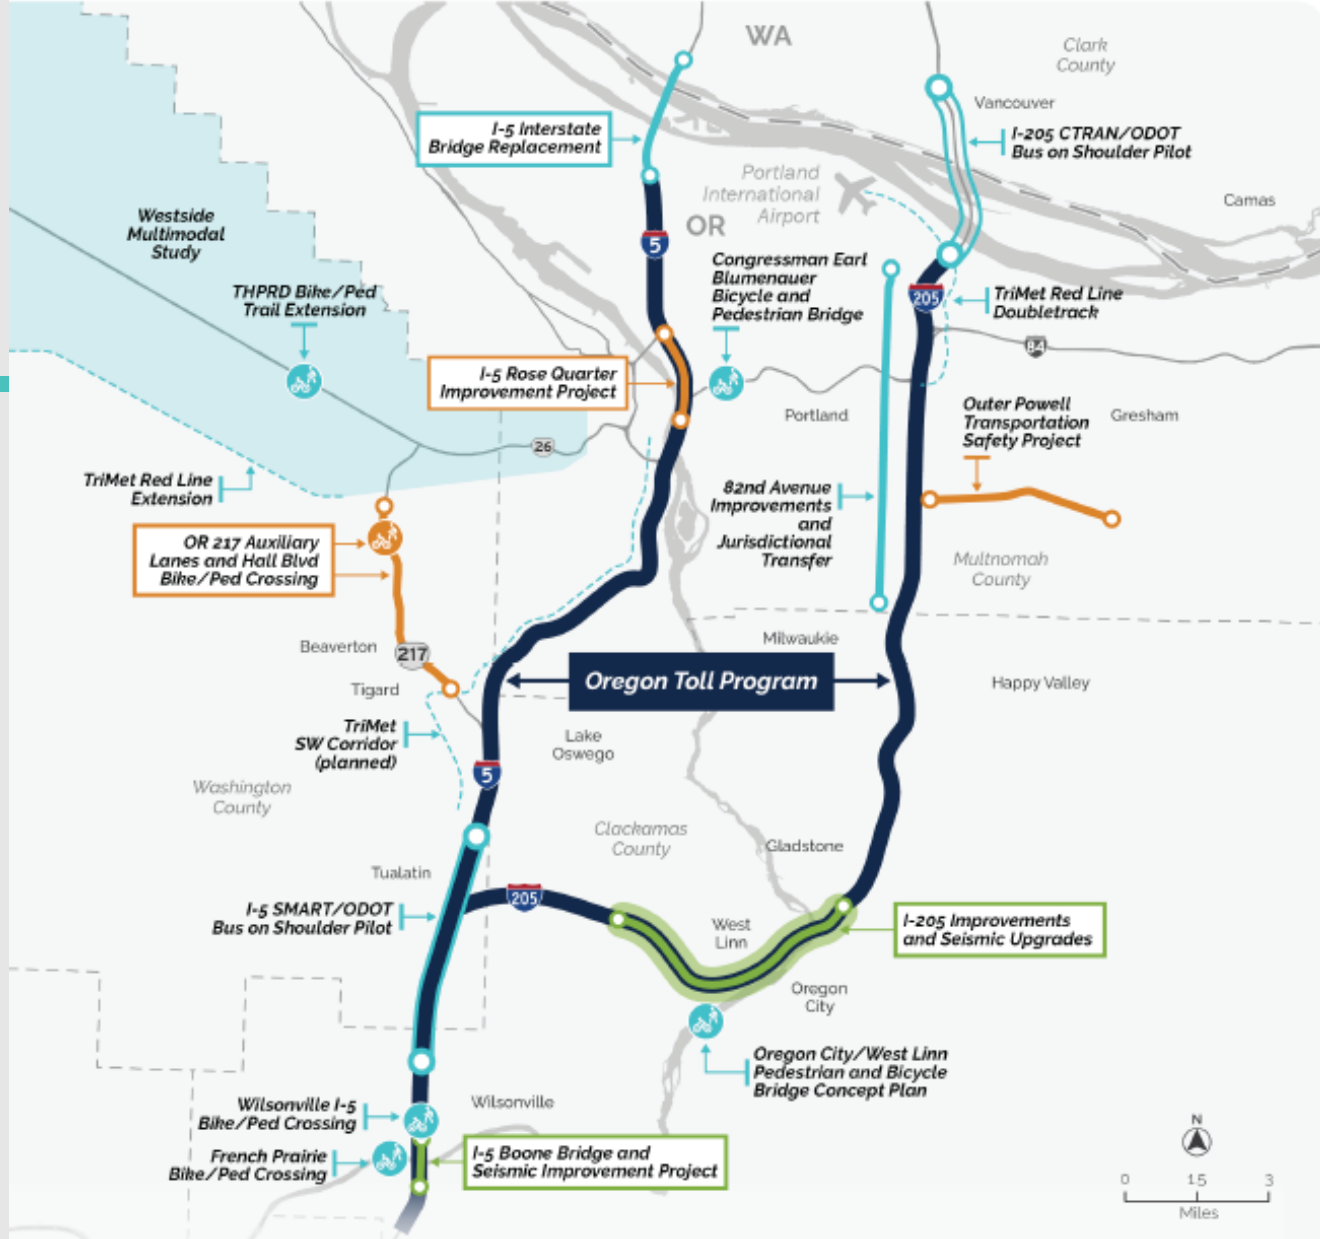 WA
Clark
County
Vancouver
I-5 Interstate
Bridge Replacement
I-205 CTRAN/ODOT
Bus on Shoulder Pilot
Portland
International
Airport
Camas
Westside
Multimodal
Study
OR
5
Congressman Earl
Blumenauer
Bicycle and
Pedestrian Bridge
THPRD Bike/Ped
Trail Extension
205
TriMet Red Line
Doubletrack
84
I-5 Rose Quarter
Improvement Project
Portland
Outer Powell
Transportation
Safety Project
Gresham
26
TriMet Red Line
Extension
82nd Avenue
Improvements
and
Jurisdictional
Transfer
OR 217 Auxiliary
Lanes and Hall Blvd
Bike/Ped Crossing
Multnomah
County
Beaverton
217
Milwaukie
Tigard
Oregon Toll Program
Happy Valley
TriMet
SW Corridor
(planned)
Lake
Oswego
5
Washington
County
Clackamas
County
Gladstone
Tualatin
205
I-5 SMART/ODOT
Bus on Shoulder Pilot
West
Linn
I-205 Improvements
and Seismic Upgrades
Oregon
City
Oregon City/West Linn
Pedestrian and Bicycle
Bridge Concept Plan
Wilsonville I-5
Bike/Ped Crossing
Wilsonville
French Prairie
Bike/Ped Crossing
I-5 Boone Bridge and
Seismic Improvement Project
N
0 1.5 3
Miles